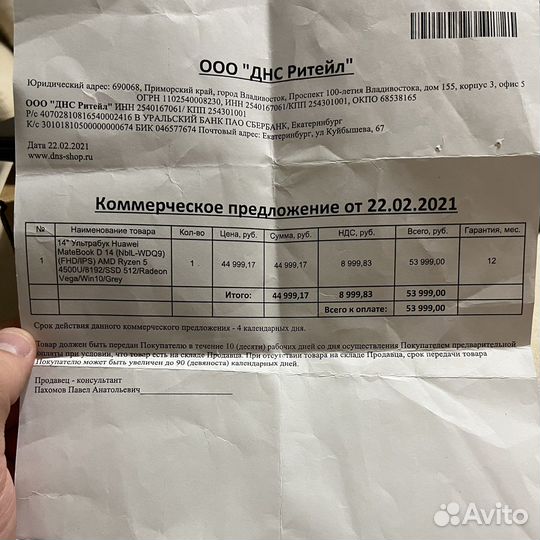 ООО "ДНС Ритейл"
Юридический адрес: 690068, Приморский край, город Владивосток, Проспект 100-летия Владивостока, дом 155, корпус 3, офис 5
ОГРН 1102540008230, ИНН 2540167061/ КПП 254301001, ОКПО 68538165
ООО "ДНС Ритейл" ИНН 2540167061/ КПП 254301001
Р/с 40702810816540002416 В УРАЛЬСКИЙ БАНК ПАО СБЕРБАНК, Екатеринбург
К/с 30101810500000000674 БИК 046577674 Почтовый адрес: Екатеринбург, ул Куйбышева, 67
Дата 22.02.2021
www.dns-shop.ru
Коммерческое предложение от 22.02.2021
№ Наименование товара Кол-во Цена, руб. Сумма, руб. НДС, руб. Всего, руб. Гарантия, мес.
14" Ультрабук Huawei
MateBook D 14 (NblL-WDQ9)
1 (FHD/IPS) AMD Ryzen 5 1 44 999,17 44 999,17 8 999,83 53 999,00 12
4500U/8192/SSD 512/Radeon
Vega/Win10/Grey
Итого: 44 999,17 8 999,83 53 999,00
Всего к оплате: 53 999,00
Срок действия данного коммерческого предложения - 4 календарных дня.
Товар должен быть передан Покупателю в течение 10 (десяти) рабочих дней со дня осуществления Покупателем предварительной
оплаты при условии, что товар есть на складе Продавца. При отсутствии товара на складе Продавца, срок передачи товара
Покупателю может быть увеличен до 90 (девяноста) календарных дней.
Продавец - консультант
Пахомов Павел Анатольевич
Avito